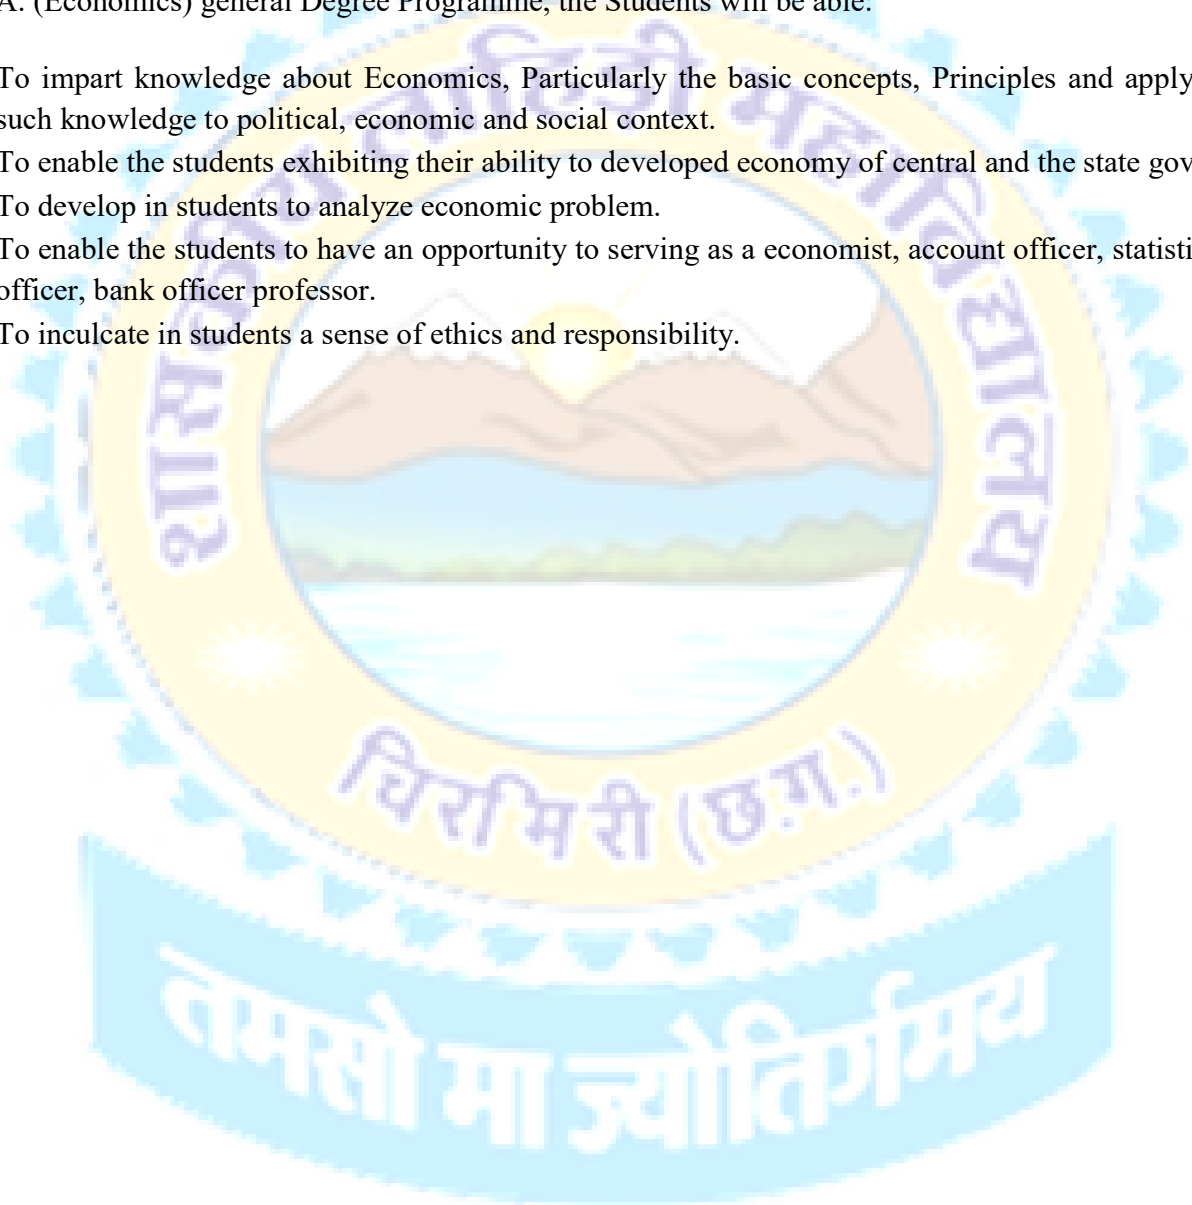 A. (Economics) general Degree Programme, the Students will be able:
To impart knowledge about Economics, Particularly the basic concepts, Principles and apply
such knowledge to political, economic and social context.
To enable the students exhibiting their ability to developed economy of central and the state gov
To develop in students to analyze economic problem.
To enable the students to have an opportunity to serving as a economist, account officer, statisti
officer, bank officer professor.
To inculcate in students a sense of ethics and responsibility.
शासकीय लाहिड़ी महाविद्यालय
चिरमिरी (छ.ग.)
तमसो मा ज्योतिर्गमय